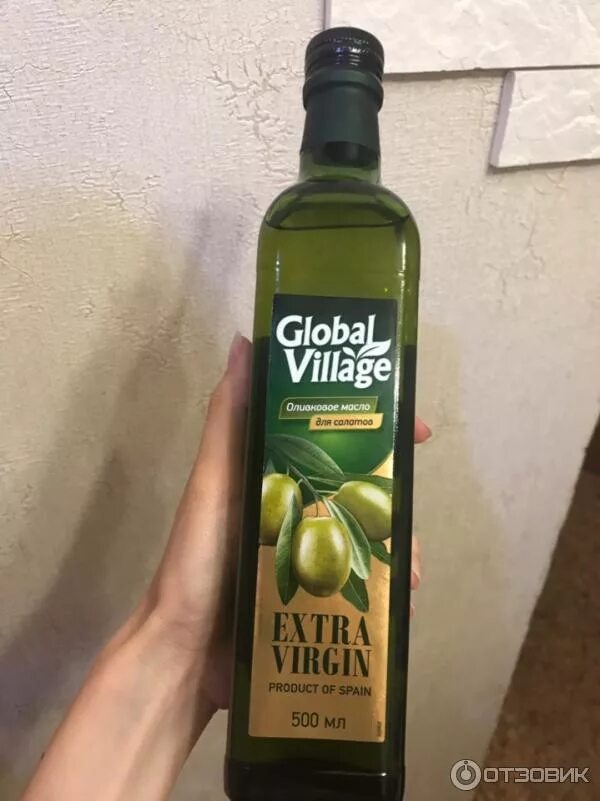 Global
Village
Оливковое масло
для салатов
EXTRA
VIRGIN
PRODUCT OF SPAIN
500 мл
ОТЗОВИК